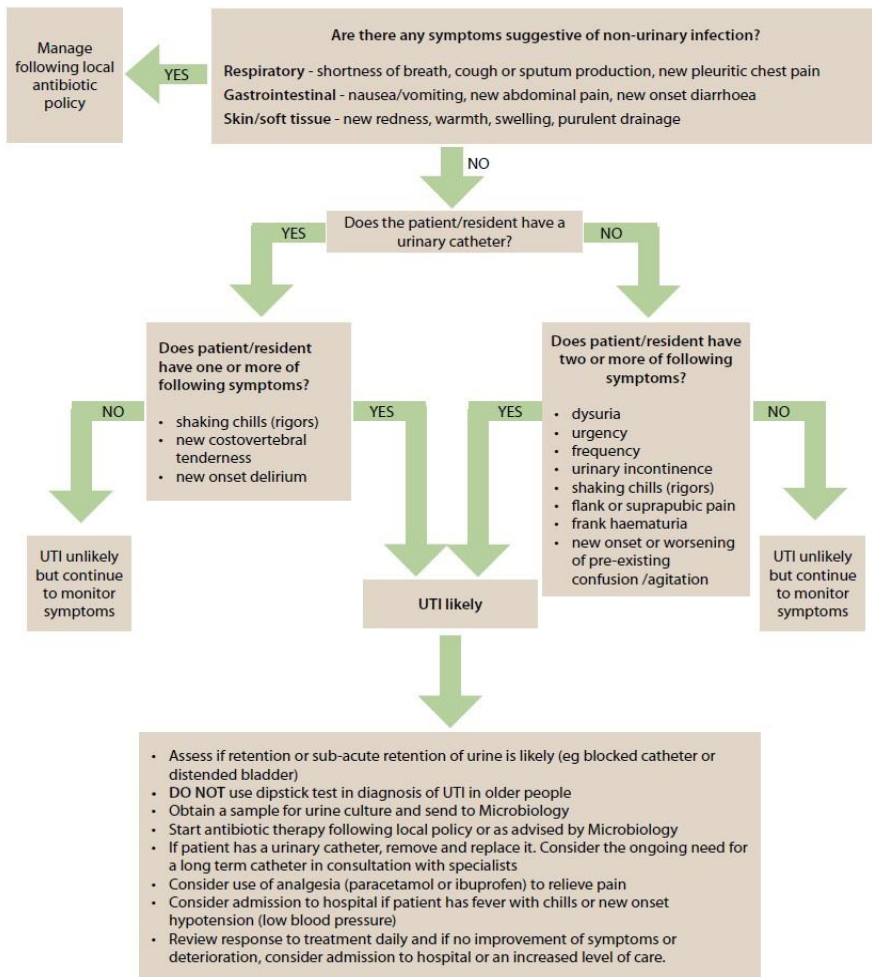 Manage
following local
antibiotic
policy
YES
Are there any symptoms suggestive of non-urinary infection?
Respiratory - shortness of breath, cough or sputum production, new pleuritic chest pain
Gastrointestinal - nausea/vomiting, new abdominal pain, new onset diarrhoea
Skin/soft tissue - new redness, warmth, swelling, purulent drainage
NO
Does the patient/resident have a
urinary catheter?
YES
NO
Does patient/resident
have one or more of
following symptoms?
• shaking chills (rigors)
• new costovertebral
tenderness
• new onset delirium
NO
YES
Does patient/resident have
two or more of following
symptoms?
• dysuria
• urgency
• frequency
• urinary incontinence
• shaking chills (rigors)
• flank or suprapubic pain
• frank haematuria
• new onset or worsening
of pre-existing
confusion /agitation
YES
NO
UTI unlikely
but continue
to monitor
symptoms
UTI likely
UTI unlikely
but continue
to monitor
symptoms
• Assess if retention or sub-acute retention of urine is likely (eg blocked catheter or
distended bladder)
• DO NOT use dipstick test in diagnosis of UTI in older people
• Obtain a sample for urine culture and send to Microbiology
• Start antibiotic therapy following local policy or as advised by Microbiology
• If patient has a urinary catheter, remove and replace it. Consider the ongoing need for
a long term catheter in consultation with specialists
• Consider use of analgesia (paracetamol or ibuprofen) to relieve pain
• Consider admission to hospital if patient has fever with chills or new onset
hypotension (low blood pressure)
• Review response to treatment daily and if no improvement of symptoms or
deterioration, consider admission to hospital or an increased level of care.